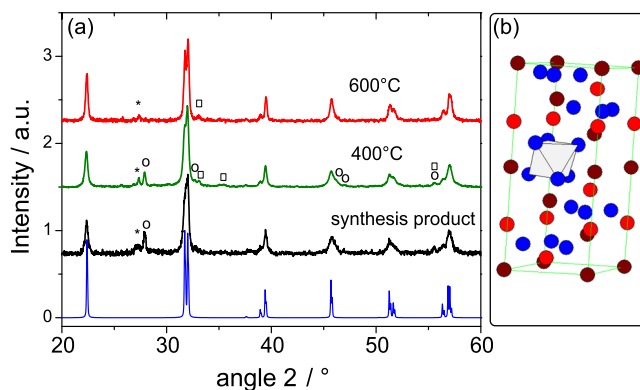 (a)
(b)
Intensity / a.u.
3
2
1
0
600°C
* □
400°C
* o o □ □ o o □ o
synthesis product
* o
20 30 40 50 60
angle 2 / °